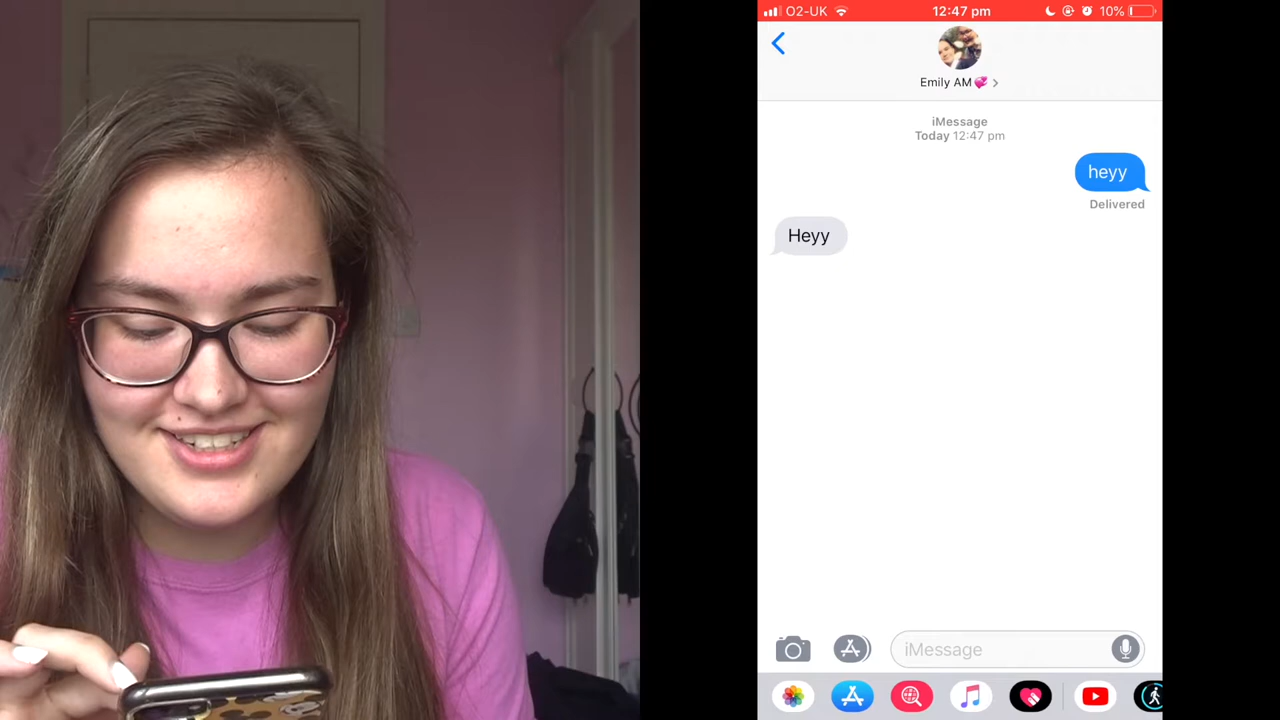 O2-UK
12:47 pm
10%
Emily AM💞
iMessage
Today 12:47 pm
heyy
Delivered
Heyy
iMessage